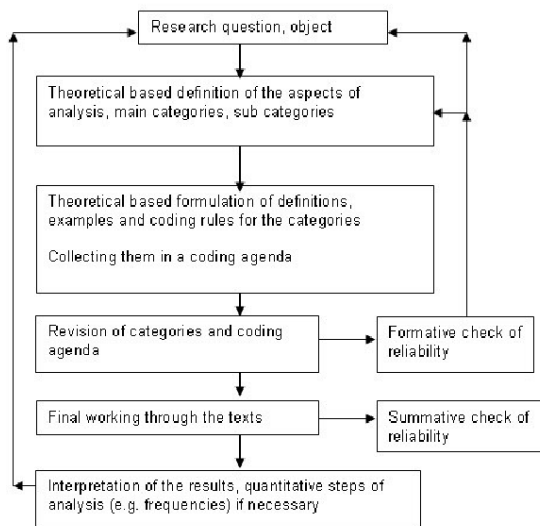 Research question, object
Theoretical based definition of the aspects of
analysis, main categories, sub categories
Theoretical based formulation of definitions,
examples and coding rules for the categories
Collecting them in a coding agenda
Revision of categories and coding
agenda
Formative check of
reliability
Final working through the texts
Summative check of
reliability
Interpretation of the results, quantitative steps of
analysis (e.g. frequencies) if necessary